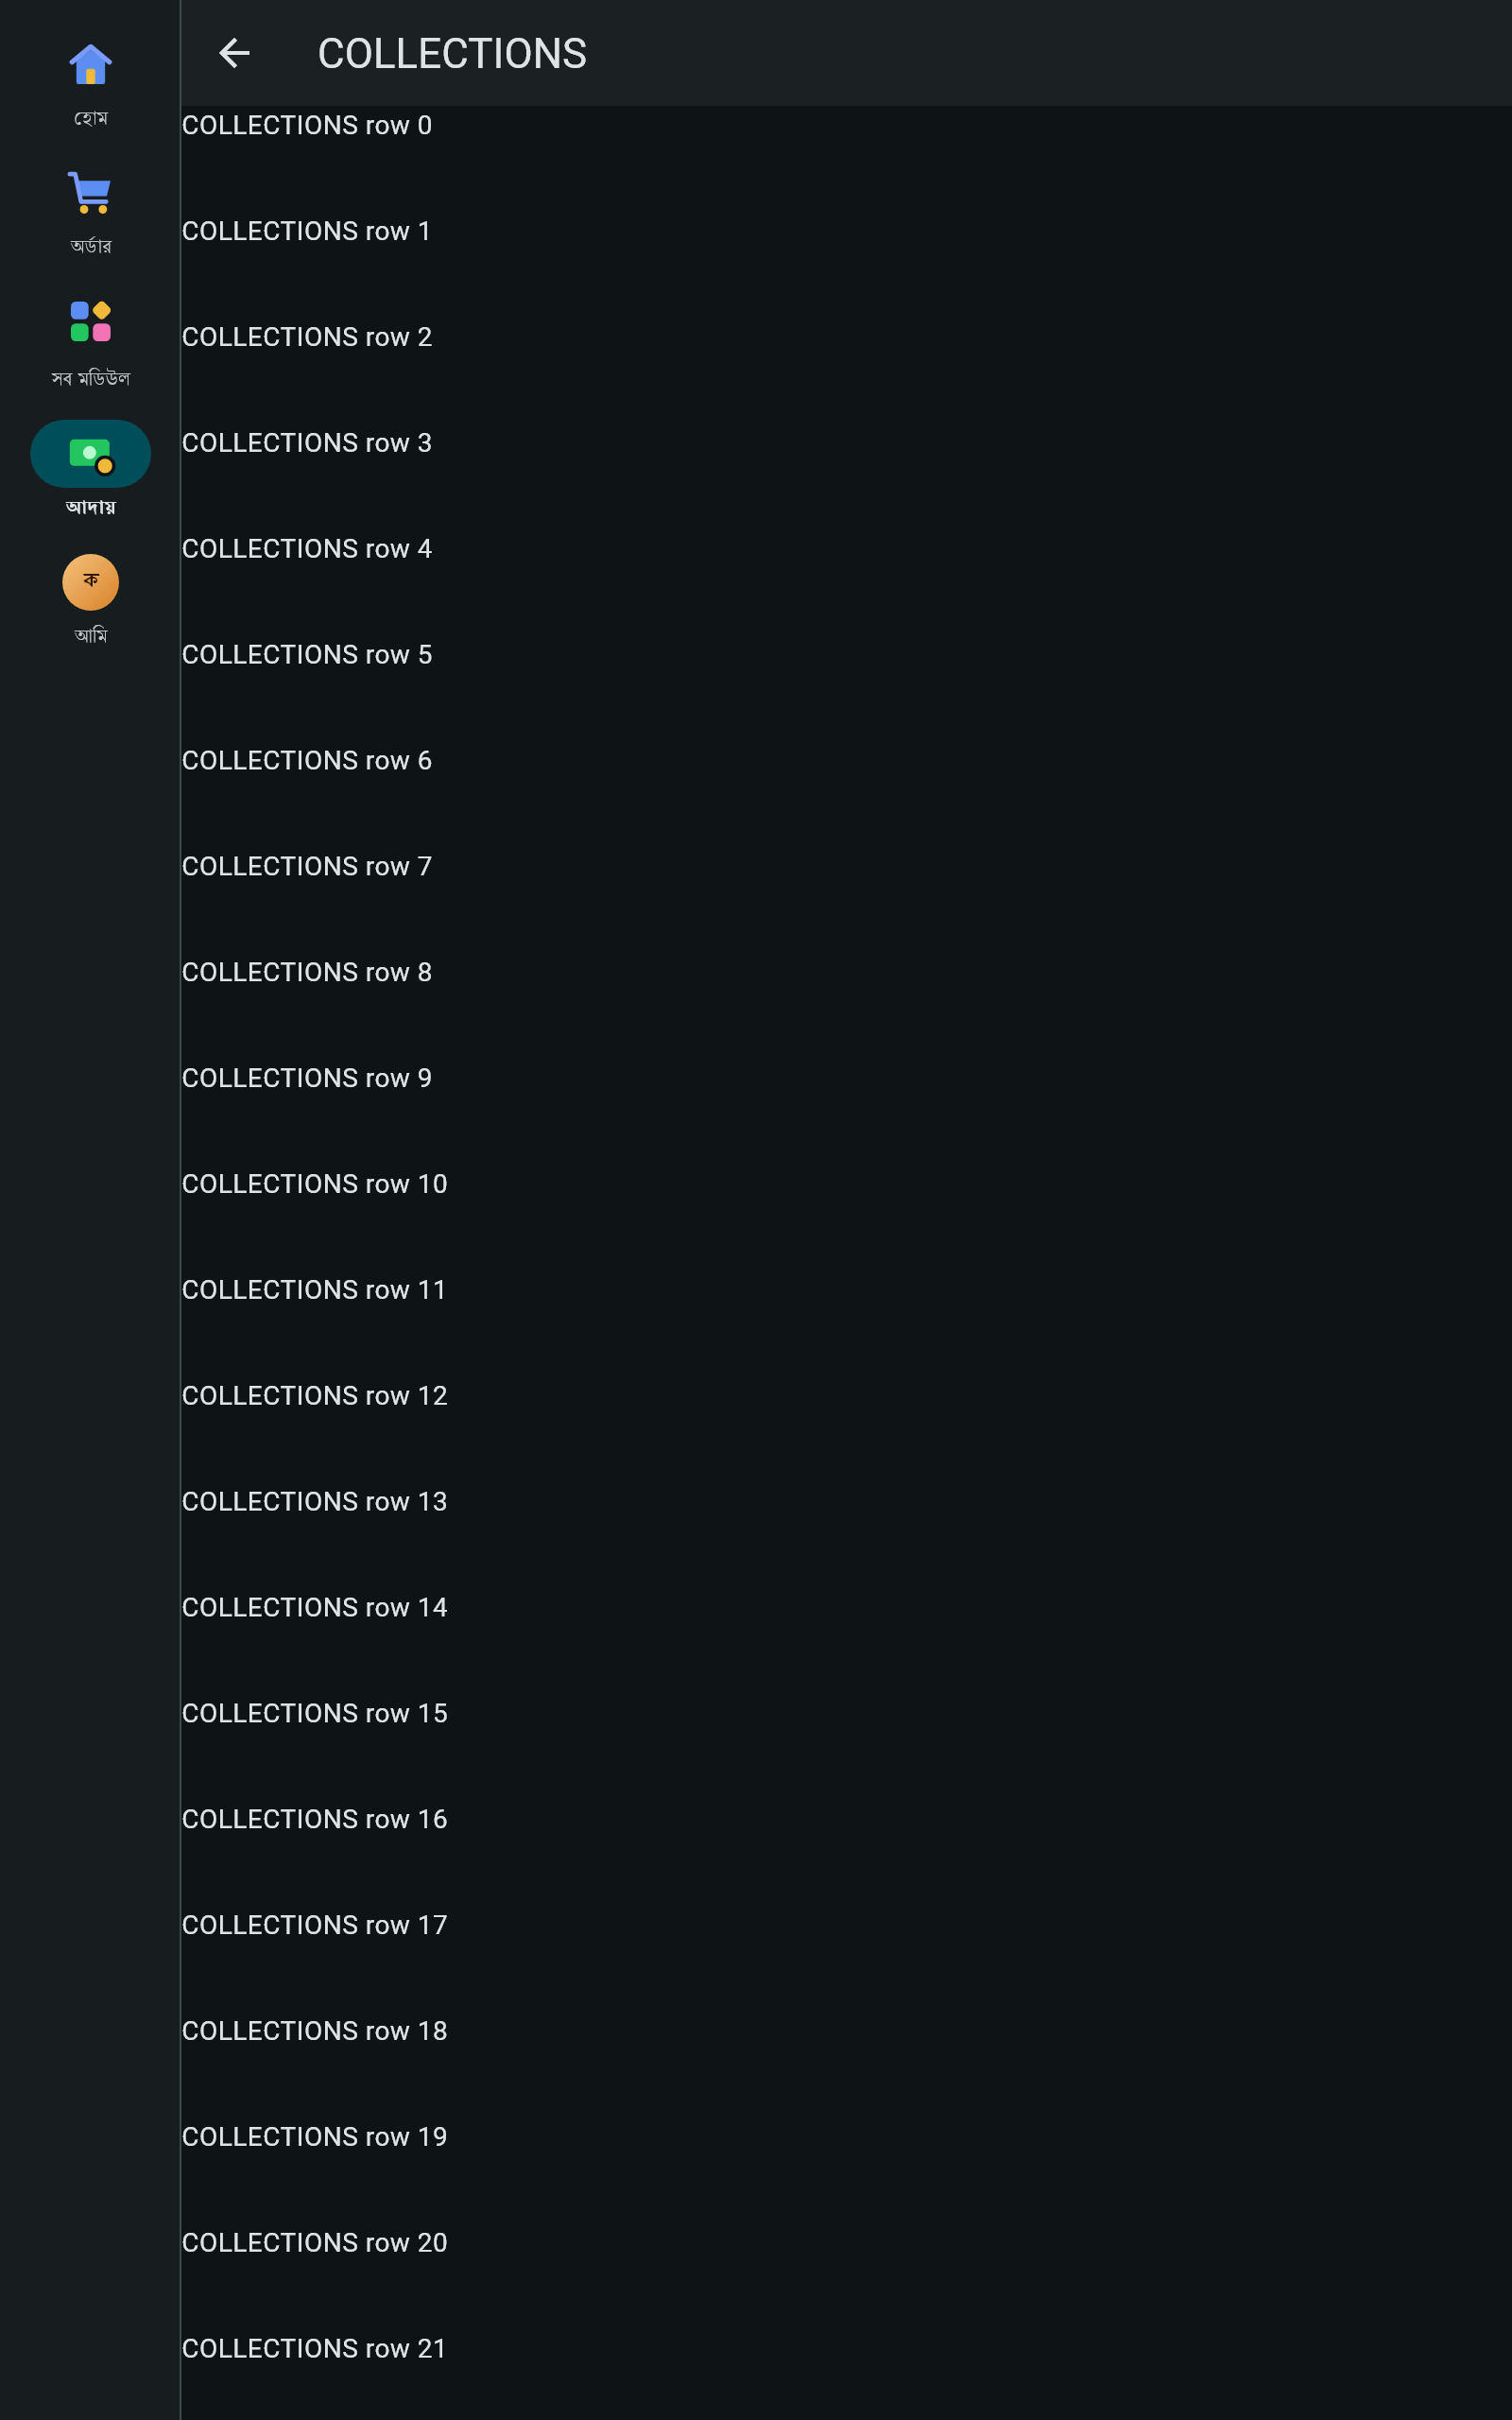 হোম
অর্ডার
সব মডিউল
আদায়
ক
আমি
COLLECTIONS
COLLECTIONS row 0
COLLECTIONS row 1
COLLECTIONS row 2
COLLECTIONS row 3
COLLECTIONS row 4
COLLECTIONS row 5
COLLECTIONS row 6
COLLECTIONS row 7
COLLECTIONS row 8
COLLECTIONS row 9
COLLECTIONS row 10
COLLECTIONS row 11
COLLECTIONS row 12
COLLECTIONS row 13
COLLECTIONS row 14
COLLECTIONS row 15
COLLECTIONS row 16
COLLECTIONS row 17
COLLECTIONS row 18
COLLECTIONS row 19
COLLECTIONS row 20
COLLECTIONS row 21